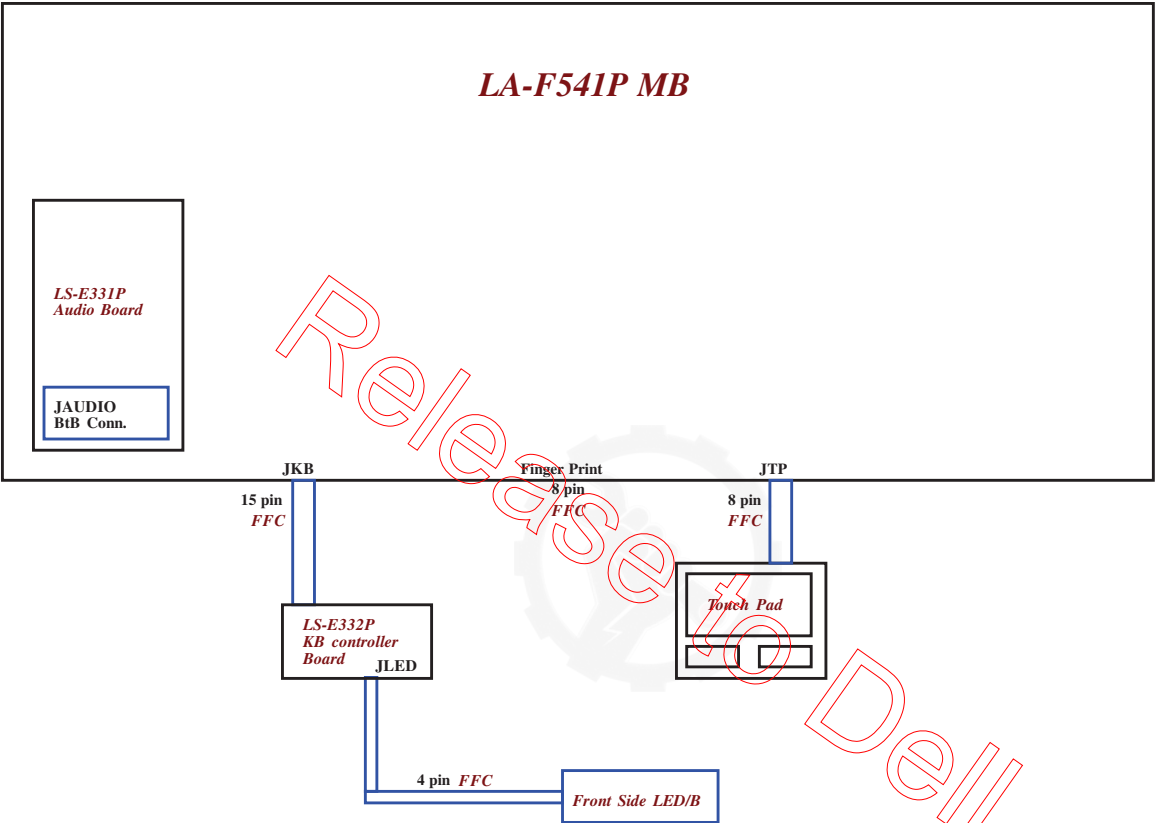 LA-F541P MB
LS-E331P
Audio Board
JAUDIO
BtB Conn.
JKB
Finger Print
JTP
15 pin
FFC
8 pin
FFC
8 pin
FFC
Touch Pad
LS-E332P
KB controller
Board
JLED
4 pin FFC
Front Side LED/B
Release to Dell